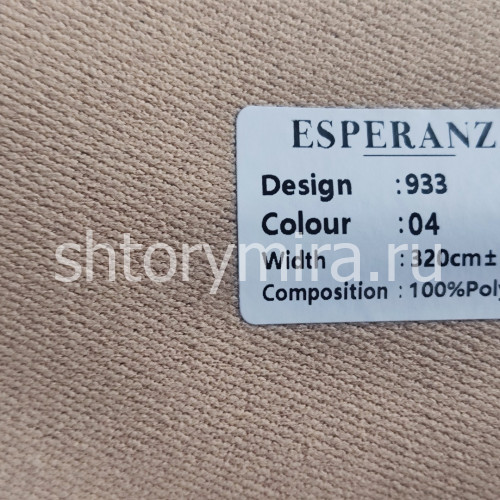 ESPERANZ
Design :933
Colour :04
shtorymira.ru
Width :320cm±
Composition : 100%Poly